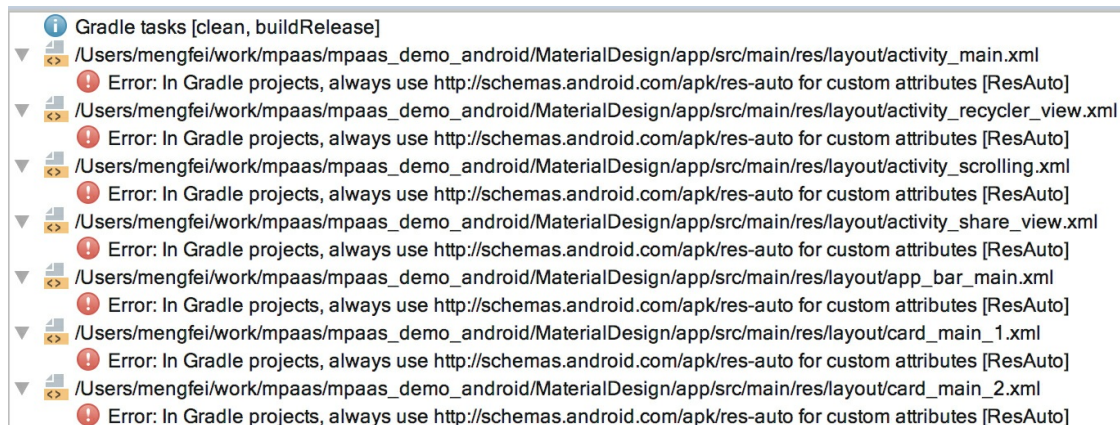 Gradle tasks [clean, buildRelease]
/Users/mengfei/work/mpaas/mpaas_demo_android/MaterialDesign/app/src/main/res/layout/activity_main.xml
Error: In Gradle projects, always use http://schemas.android.com/apk/res-auto for custom attributes [ResAuto]
/Users/mengfei/work/mpaas/mpaas_demo_android/MaterialDesign/app/src/main/res/layout/activity_recycler_view.xml
Error: In Gradle projects, always use http://schemas.android.com/apk/res-auto for custom attributes [ResAuto]
/Users/mengfei/work/mpaas/mpaas_demo_android/MaterialDesign/app/src/main/res/layout/activity_scrolling.xml
Error: In Gradle projects, always use http://schemas.android.com/apk/res-auto for custom attributes [ResAuto]
/Users/mengfei/work/mpaas/mpaas_demo_android/MaterialDesign/app/src/main/res/layout/activity_share_view.xml
Error: In Gradle projects, always use http://schemas.android.com/apk/res-auto for custom attributes [ResAuto]
/Users/mengfei/work/mpaas/mpaas_demo_android/MaterialDesign/app/src/main/res/layout/app_bar_main.xml
Error: In Gradle projects, always use http://schemas.android.com/apk/res-auto for custom attributes [ResAuto]
/Users/mengfei/work/mpaas/mpaas_demo_android/MaterialDesign/app/src/main/res/layout/card_main_1.xml
Error: In Gradle projects, always use http://schemas.android.com/apk/res-auto for custom attributes [ResAuto]
/Users/mengfei/work/mpaas/mpaas_demo_android/MaterialDesign/app/src/main/res/layout/card_main_2.xml
Error: In Gradle projects, always use http://schemas.android.com/apk/res-auto for custom attributes [ResAuto]